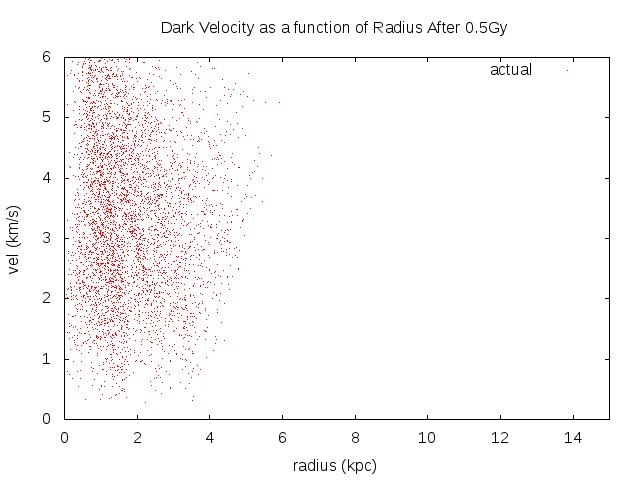 Dark Velocity as a function of Radius After 0.5Gy
actual
6
5
4
3
2
1
0
vel (km/s)
0 2 4 6 8 10 12 14
radius (kpc)